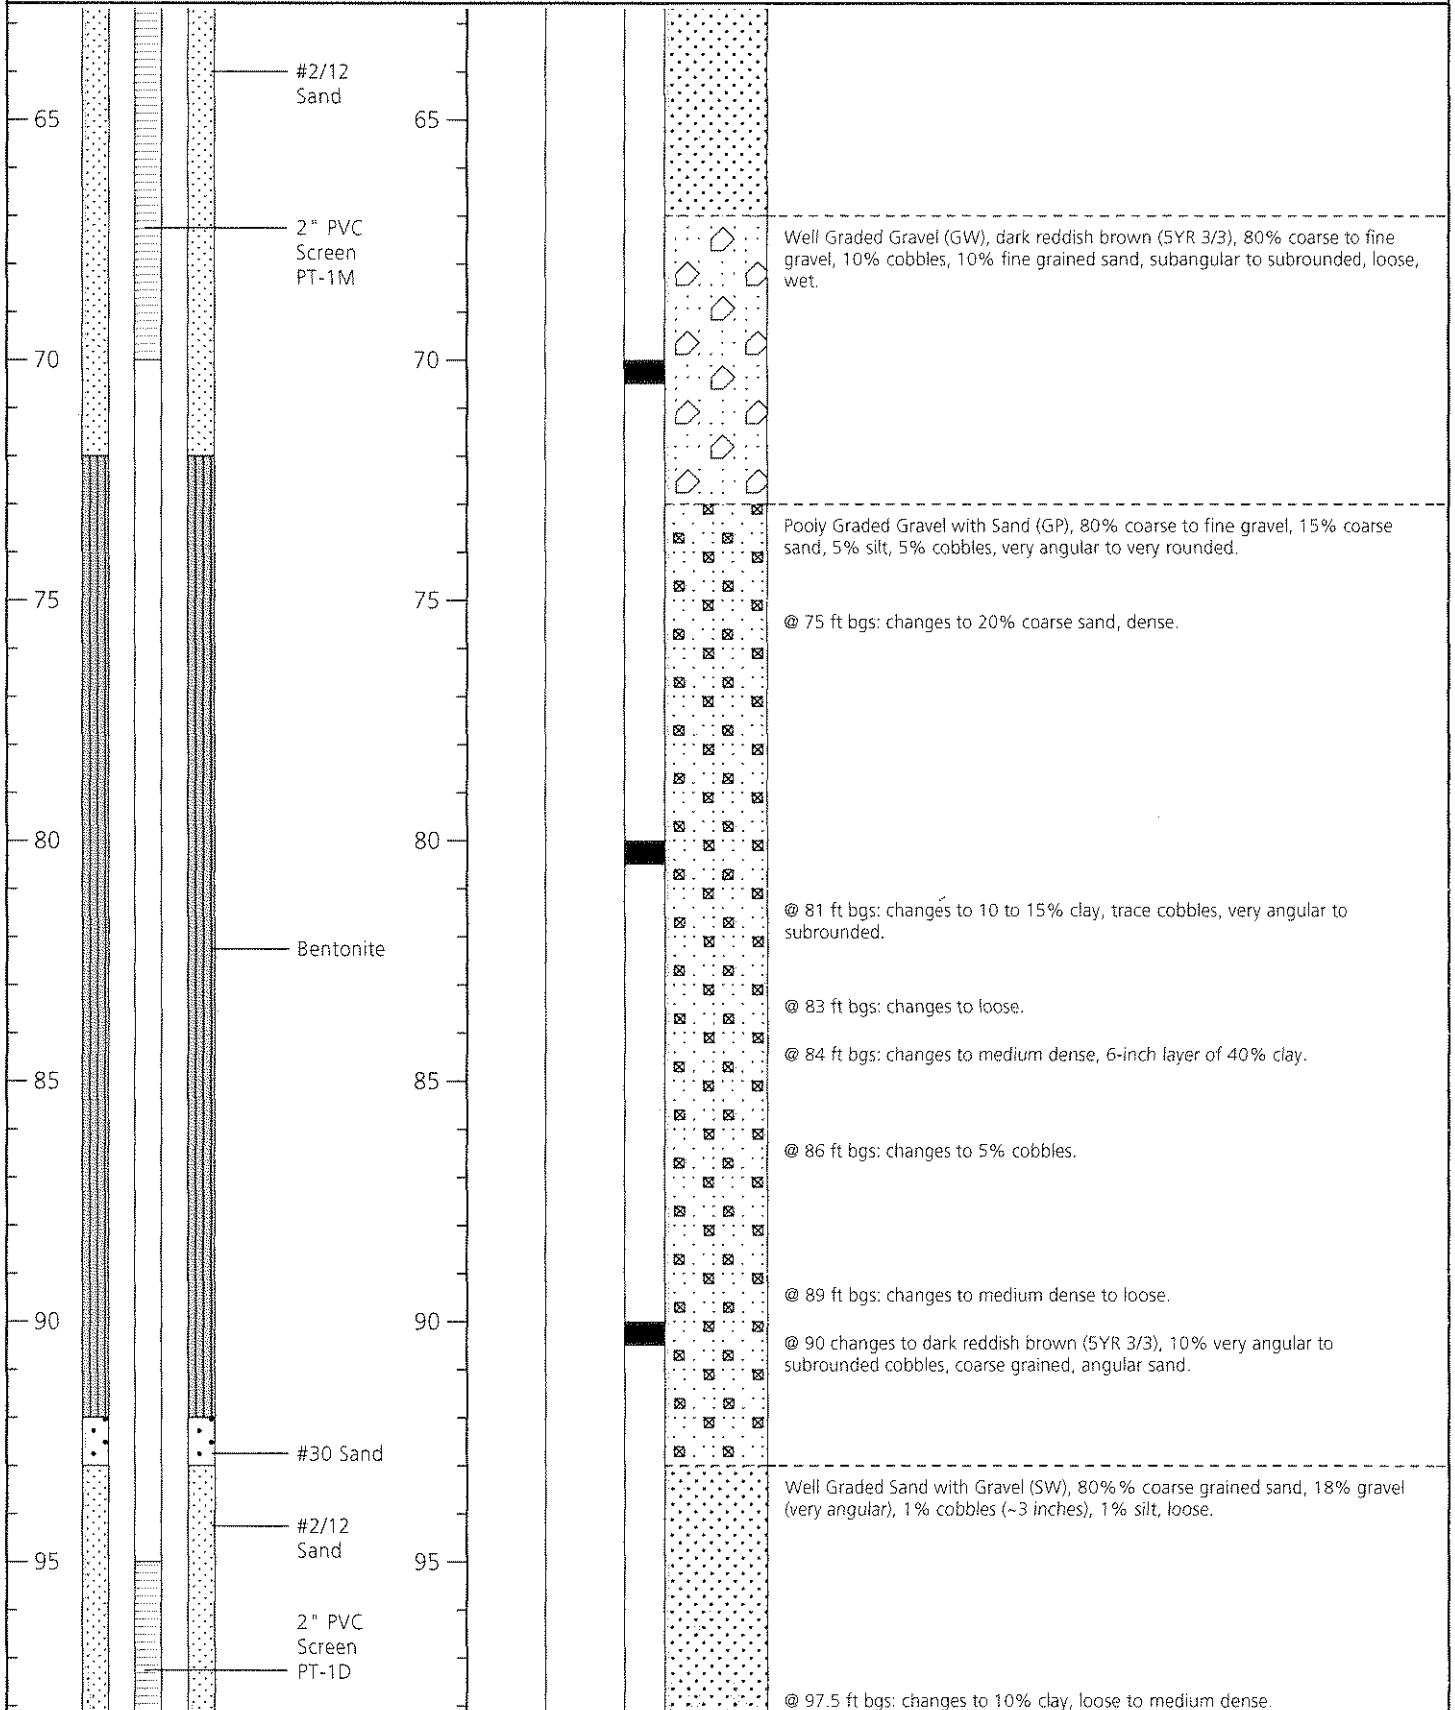 #2/12
Sand
65
65
2" PVC
Screen
PT-1M
Well Graded Gravel (GW), dark reddish brown (5YR 3/3), 80% coarse to fine
gravel, 10% cobbles, 10% fine grained sand, subangular to subrounded, loose,
wet.
70
70
Pooly Graded Gravel with Sand (GP), 80% coarse to fine gravel, 15% coarse
sand, 5% silt, 5% cobbles, very angular to very rounded.
75
75
@ 75 ft bgs: changes to 20% coarse sand, dense.
80
80
@ 81 ft bgs: changes to 10 to 15% clay, trace cobbles, very angular to
subrounded.
Bentonite
@ 83 ft bgs: changes to loose.
@ 84 ft bgs: changes to medium dense, 6-inch layer of 40% clay.
85
85
@ 86 ft bgs: changes to 5% cobbles.
@ 89 ft bgs: changes to medium dense to loose.
90
90
@ 90 changes to dark reddish brown (5YR 3/3), 10% very angular to
subrounded cobbles, coarse grained, angular sand.
#30 Sand
Well Graded Sand with Gravel (SW), 80%% coarse grained sand, 18% gravel
(very angular), 1% cobbles (~3 inches), 1% silt, loose.
#2/12
Sand
95
95
2" PVC
Screen
PT-1D
@ 97.5 ft bgs: changes to 10% clay, loose to medium dense.